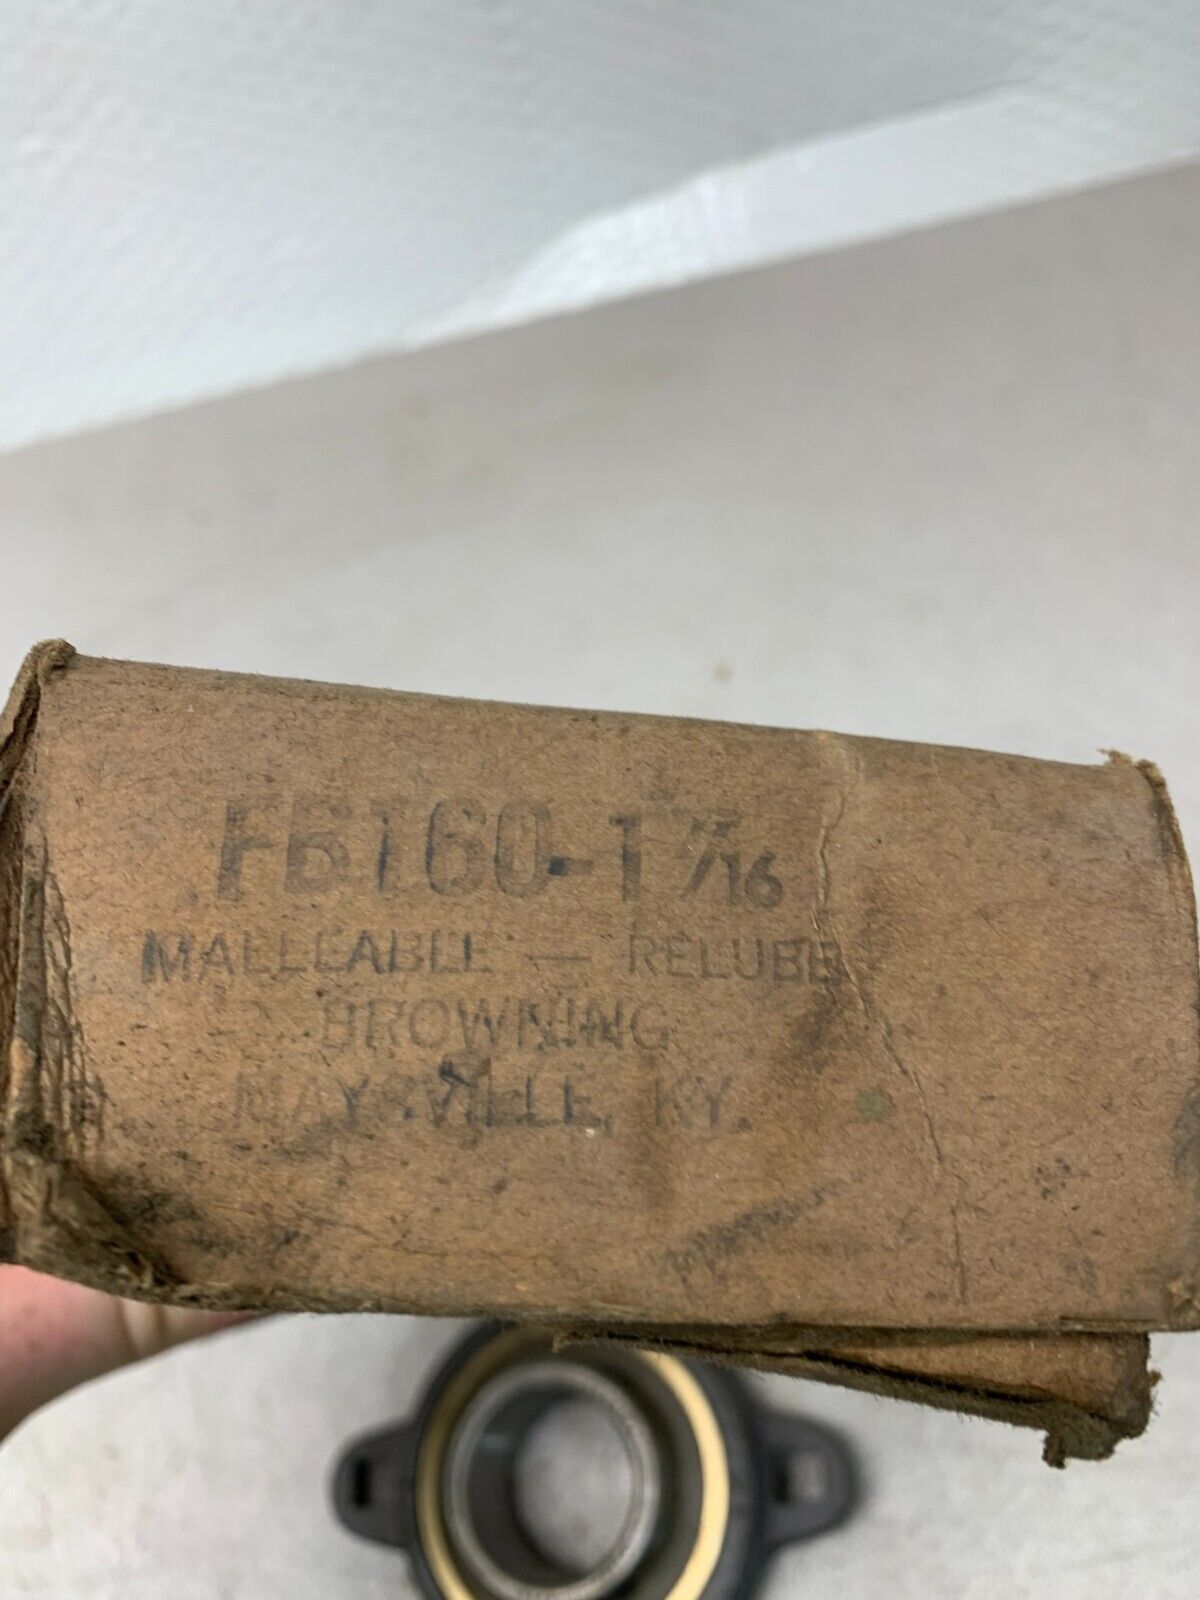 FB160-1 7/16
MALLEABLE — RELUBE
BROWNING
MAYSVILLE, KY.